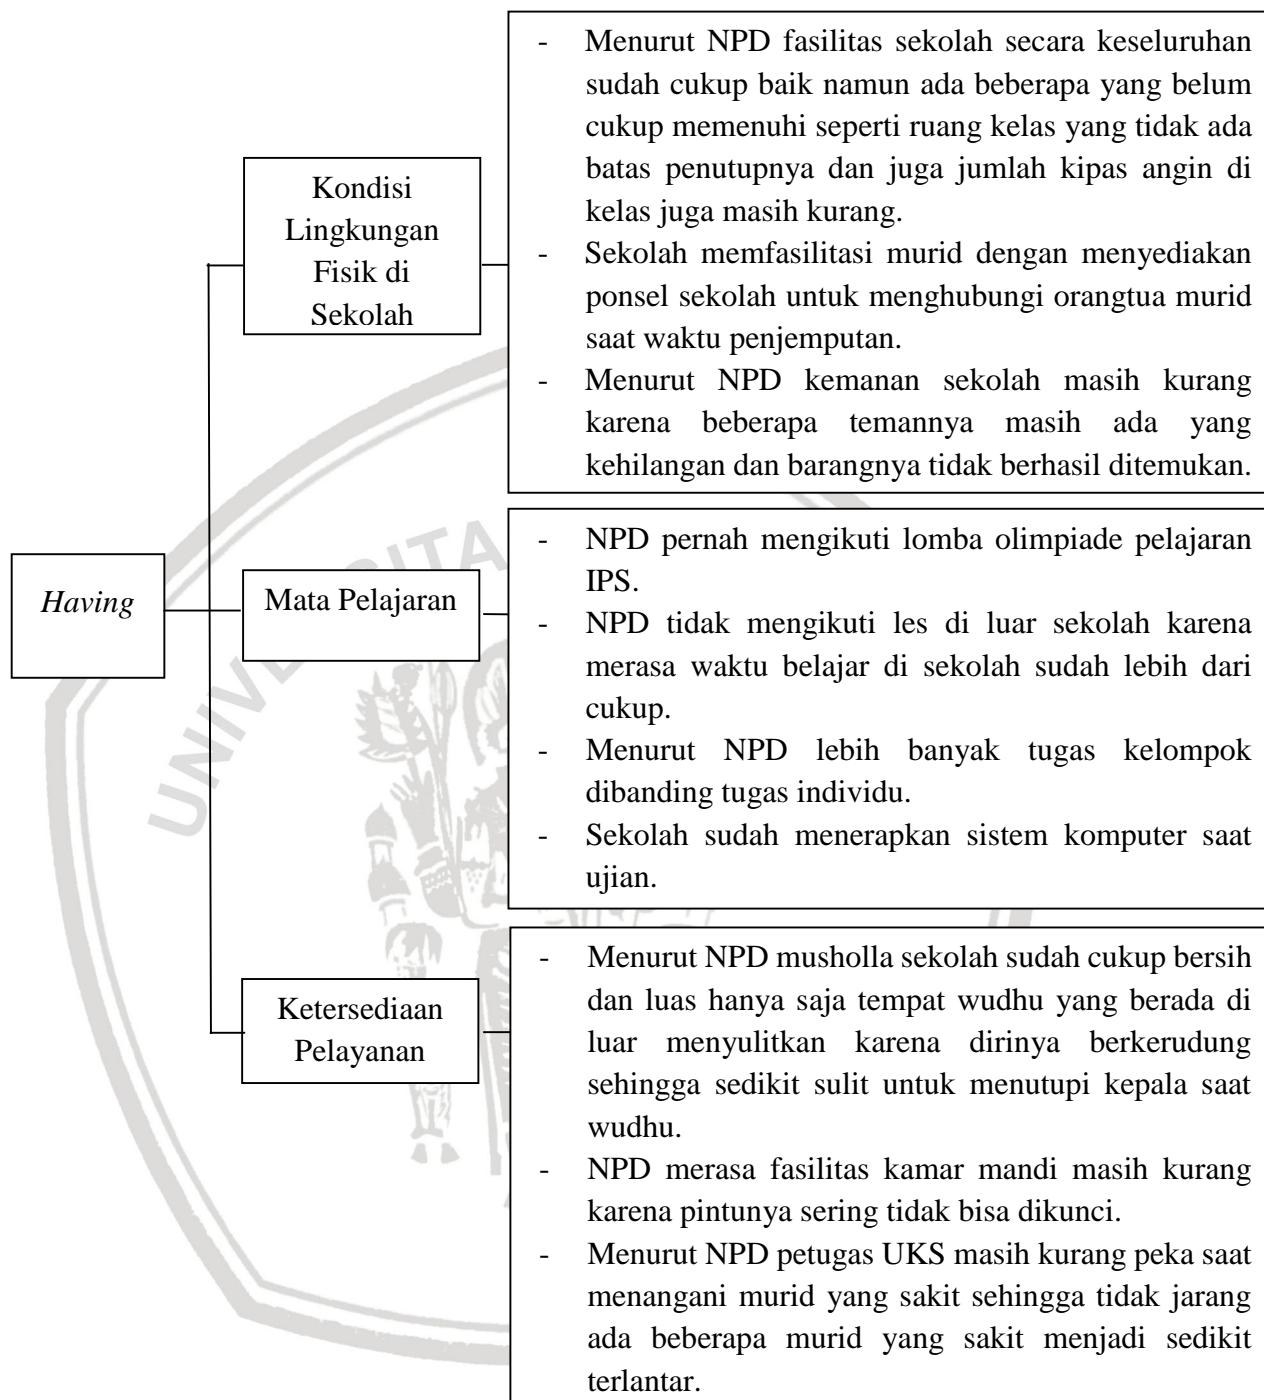 - Menurut NPD fasilitas sekolah secara keseluruhan
sudah cukup baik namun ada beberapa yang belum
cukup memenuhi seperti ruang kelas yang tidak ada
batas penutupnya dan juga jumlah kipas angin di
kelas juga masih kurang.
- Sekolah memfasilitasi murid dengan menyediakan
ponsel sekolah untuk menghubungi orangtua murid
saat waktu penjemputan.
- Menurut NPD kemanan sekolah masih kurang
karena beberapa temannya masih ada yang
kehilangan dan barangnya tidak berhasil ditemukan.
Kondisi
Lingkungan
Fisik di
Sekolah
Having
Mata Pelajaran
- NPD pernah mengikuti lomba olimpiade pelajaran
IPS.
- NPD tidak mengikuti les di luar sekolah karena
merasa waktu belajar di sekolah sudah lebih dari
cukup.
- Menurut NPD lebih banyak tugas kelompok
dibanding tugas individu.
- Sekolah sudah menerapkan sistem komputer saat
ujian.
Ketersediaan
Pelayanan
- Menurut NPD musholla sekolah sudah cukup bersih
dan luas hanya saja tempat wudhu yang berada di
luar menyulitkan karena dirinya berkerudung
sehingga sedikit sulit untuk menutupi kepala saat
wudhu.
- NPD merasa fasilitas kamar mandi masih kurang
karena pintunya sering tidak bisa dikunci.
- Menurut NPD petugas UKS masih kurang peka saat
menangani murid yang sakit sehingga tidak jarang
ada beberapa murid yang sakit menjadi sedikit
terlantar.